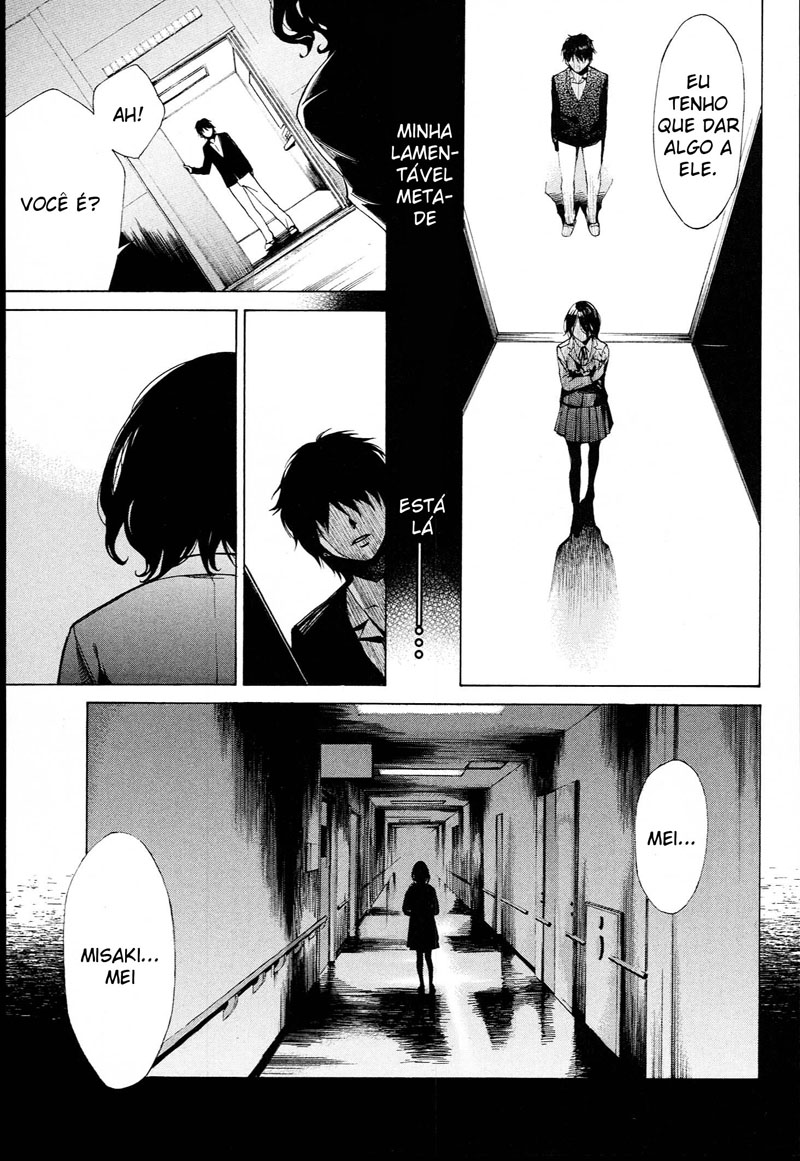 EU
TENHO
QUE DAR
ALGO A
ELE.
MINHA
LAMEN-
TÁVEL
META-
DE
ESTÁ
LÁ
AH!
VOCÊ É?
MEI...
MISAKI...
MEI